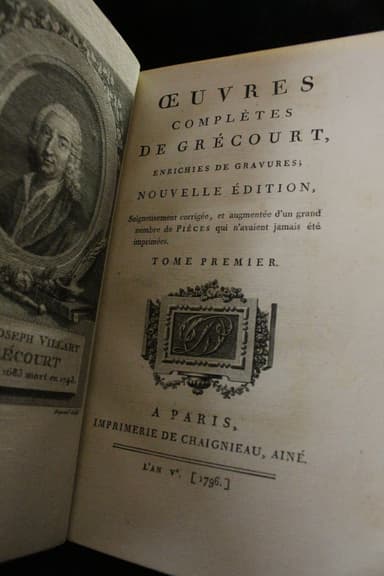 JOSEPH VILLART
GRÉCOURT
1683 mort en 1743
ŒUVRES
COMPLÈTES
DE GRÉCOURT,
ENRICHIES DE GRAVURES;
NOUVELLE ÉDITION,
Soigneusement corrigée, et augmentée d'un grand
nombre de PIÈCES qui n'avaient jamais été
imprimées.
TOME PREMIER.
A PARIS,
IMPRIMERIE DE CHAIGNIEAU, AINÉ.
L'AN Vᵉ. [1796.]